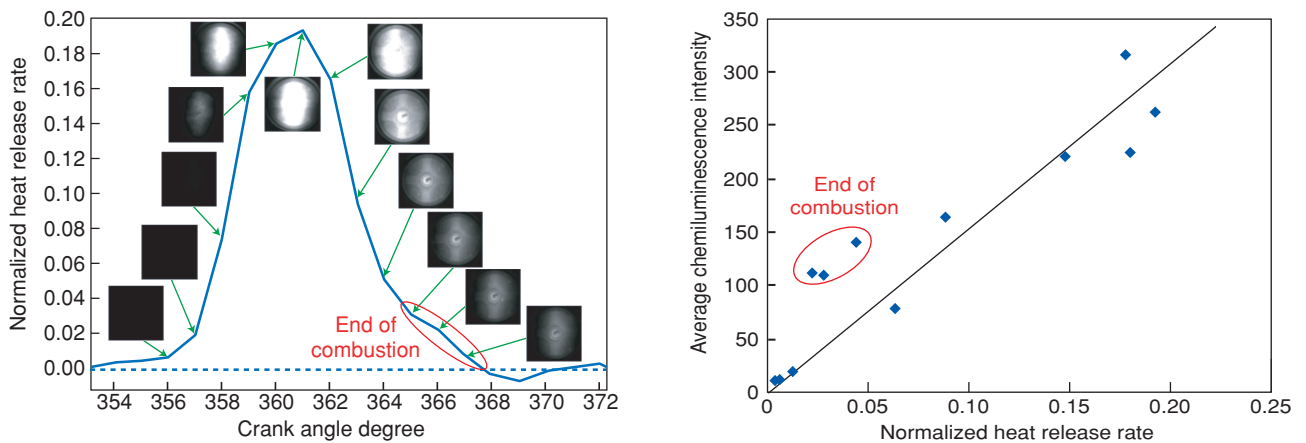 Normalized heat release rate
0.20
0.18
0.16
0.14
0.12
0.10
0.08
0.06
0.04
0.02
0.00
End of
combustion
354 356 358 360 362 364 366 368 370 372
Crank angle degree
Average chemiluminescence intensity
350
300
250
200
150
100
50
0
End of
combustion
0 0.05 0.10 0.15 0.20 0.25
Normalized heat release rate